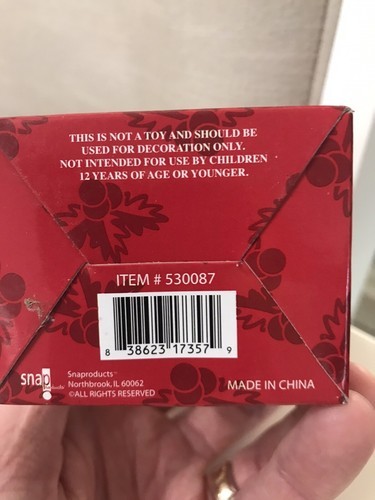 THIS IS NOT A TOY AND SHOULD BE
USED FOR DECORATION ONLY.
NOT INTENDED FOR USE BY CHILDREN
12 YEARS OF AGE OR YOUNGER.
ITEM # 530087
8 38623 17357 9
snap!
Snaproducts™
Northbrook, IL 60062
©ALL RIGHTS RESERVED
MADE IN CHINA